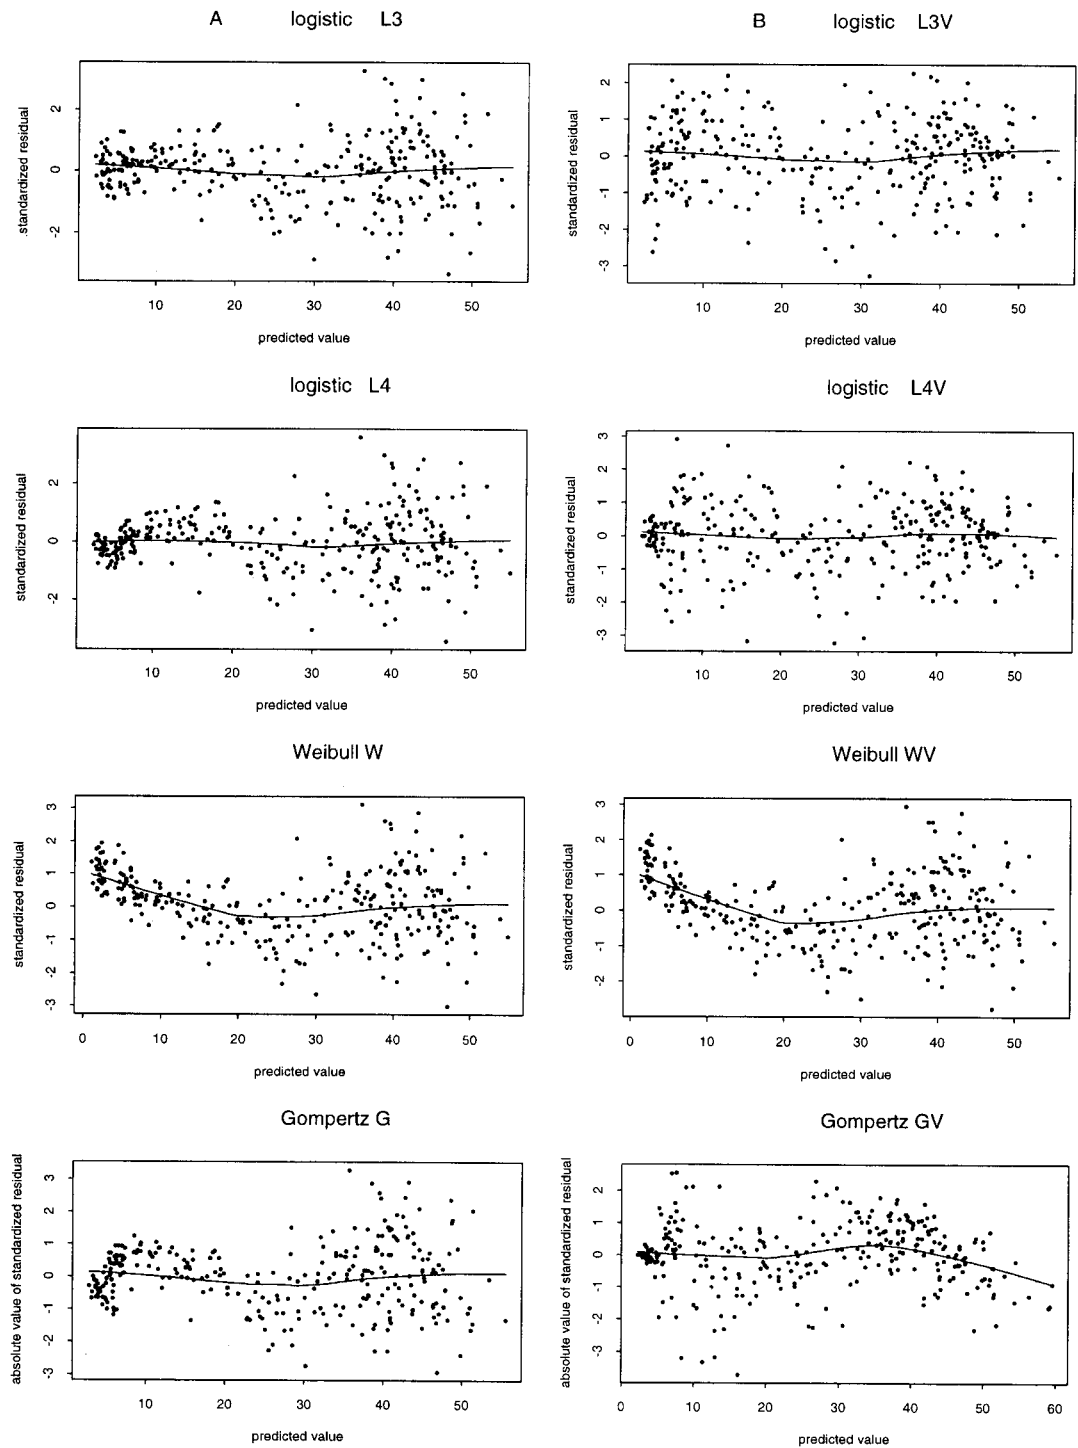 A logistic L3
B logistic L3V
standardized residual
2
0
-2
10 20 30 40 50
predicted value
standardized residual
2
1
0
-1
-2
-3
10 20 30 40 50
predicted value
logistic L4
logistic L4V
standardized residual
2
0
-2
10 20 30 40 50
predicted value
standardized residual
3
2
1
0
-1
-2
-3
10 20 30 40 50
predicted value
Weibull W
Weibull WV
standardized residual
3
2
1
0
-1
-2
-3
0 10 20 30 40 50
predicted value
standardized residual
3
2
1
0
-1
-2
0 10 20 30 40 50
predicted value
Gompertz G
Gompertz GV
absolute value of standardized residual
3
2
1
0
-1
-2
-3
10 20 30 40 50
predicted value
absolute value of standardized residual
2
1
0
-1
-2
-3
0 10 20 30 40 50 60
predicted value